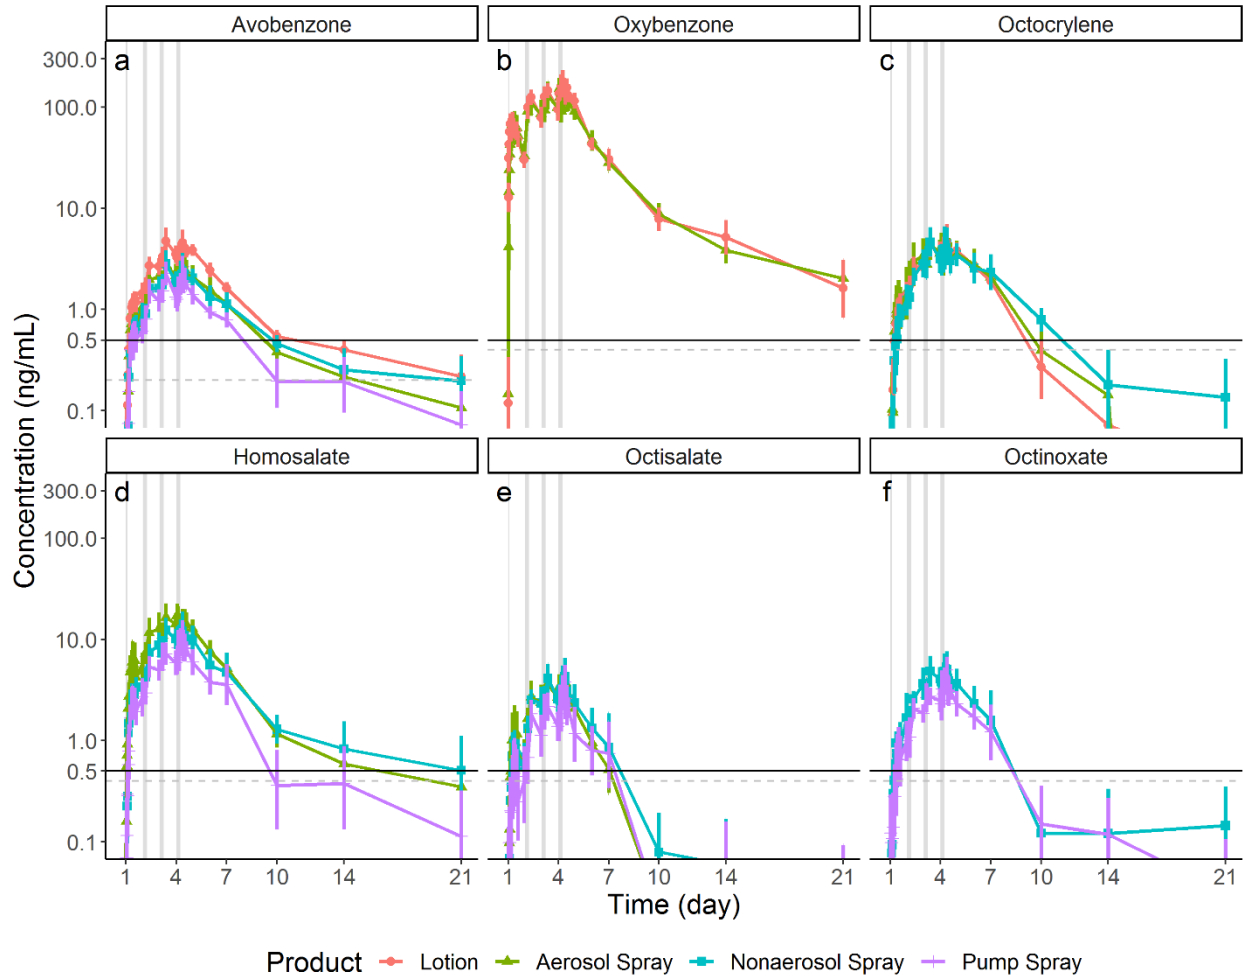 Avobenzone Oxybenzone Octocrylene
a b c
300.0
100.0
10.0
1.0
0.5
0.1
Concentration (ng/mL)
Homosalate Octisalate Octinoxate
d e f
300.0
100.0
10.0
1.0
0.5
0.1
1 4 7 10 14 21 1 4 7 10 14 21 1 4 7 10 14 21
Time (day)
Product Lotion Aerosol Spray Nonaerosol Spray Pump Spray